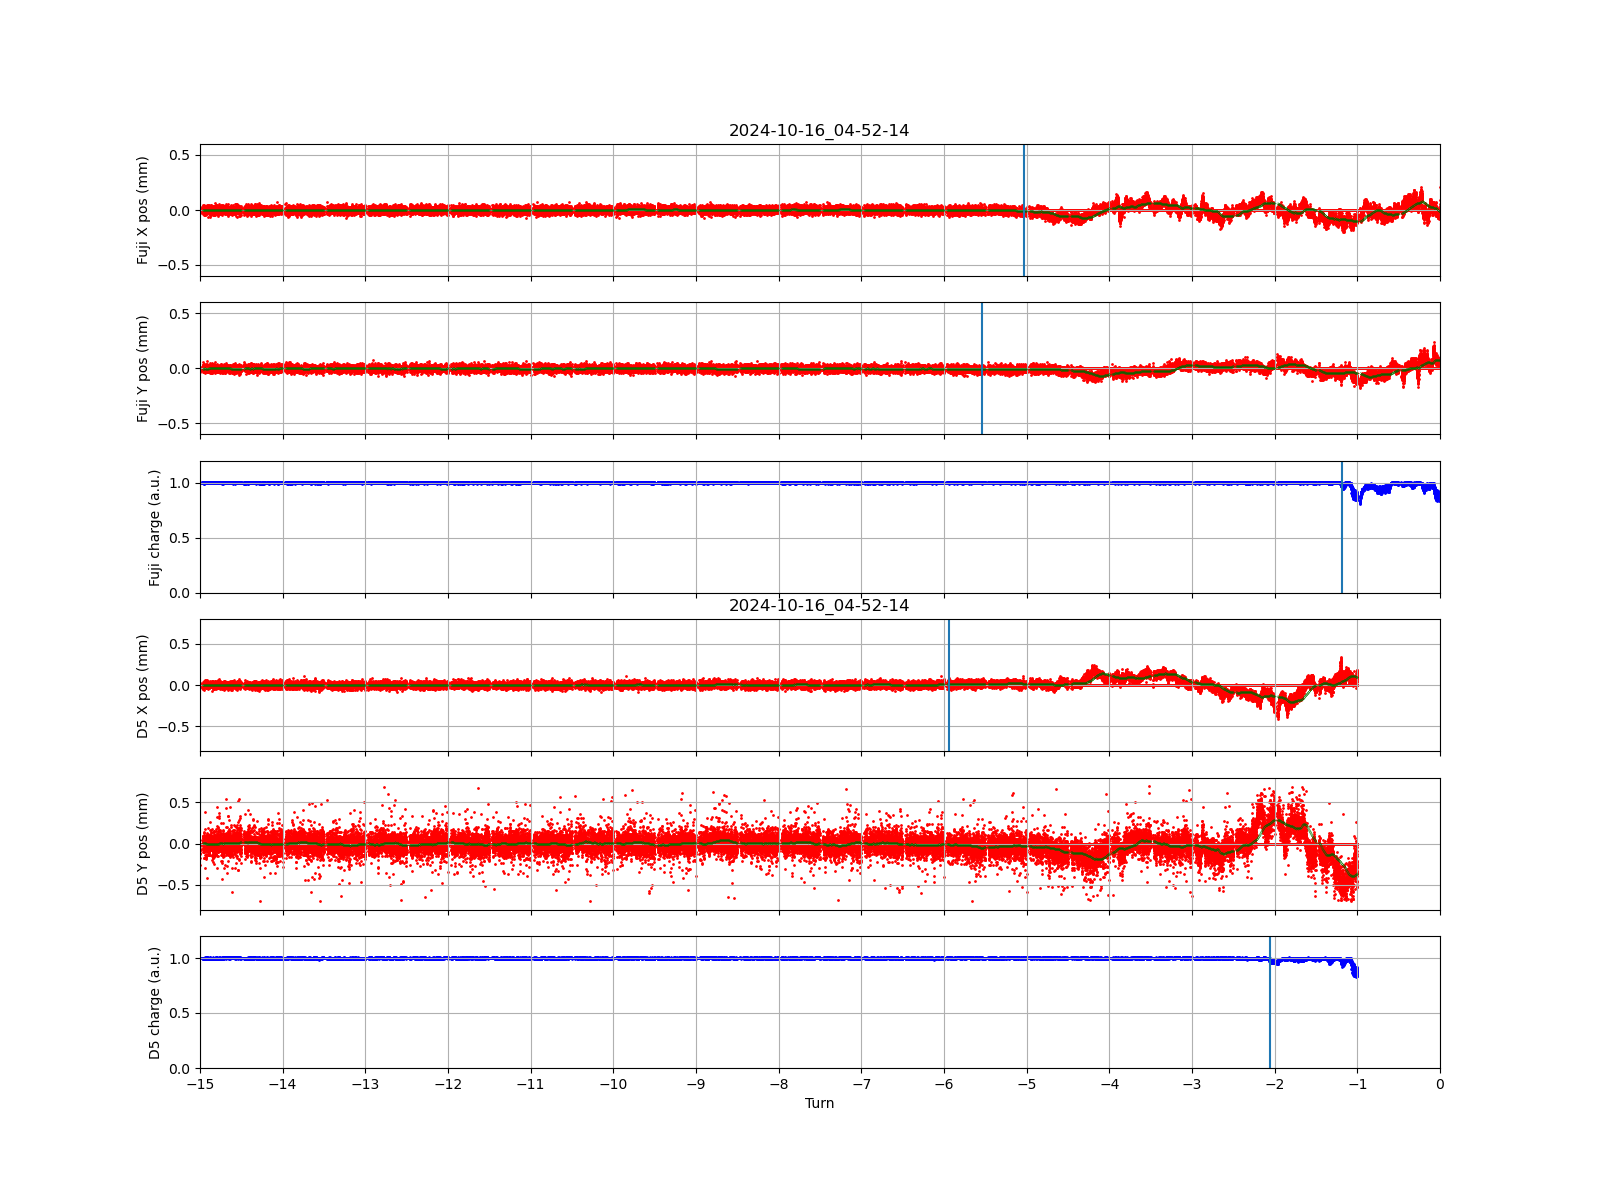 2024-10-16_04-52-14
Fuji X pos (mm)
0.5
0.0
−0.5
Fuji Y pos (mm)
0.5
0.0
−0.5
Fuji charge (a.u.)
1.0
0.5
0.0
2024-10-16_04-52-14
D5 X pos (mm)
0.5
0.0
−0.5
D5 Y pos (mm)
0.5
0.0
−0.5
D5 charge (a.u.)
1.0
0.5
0.0
−15 −14 −13 −12 −11 −10 −9 −8 −7 −6 −5 −4 −3 −2 −1 0
Turn